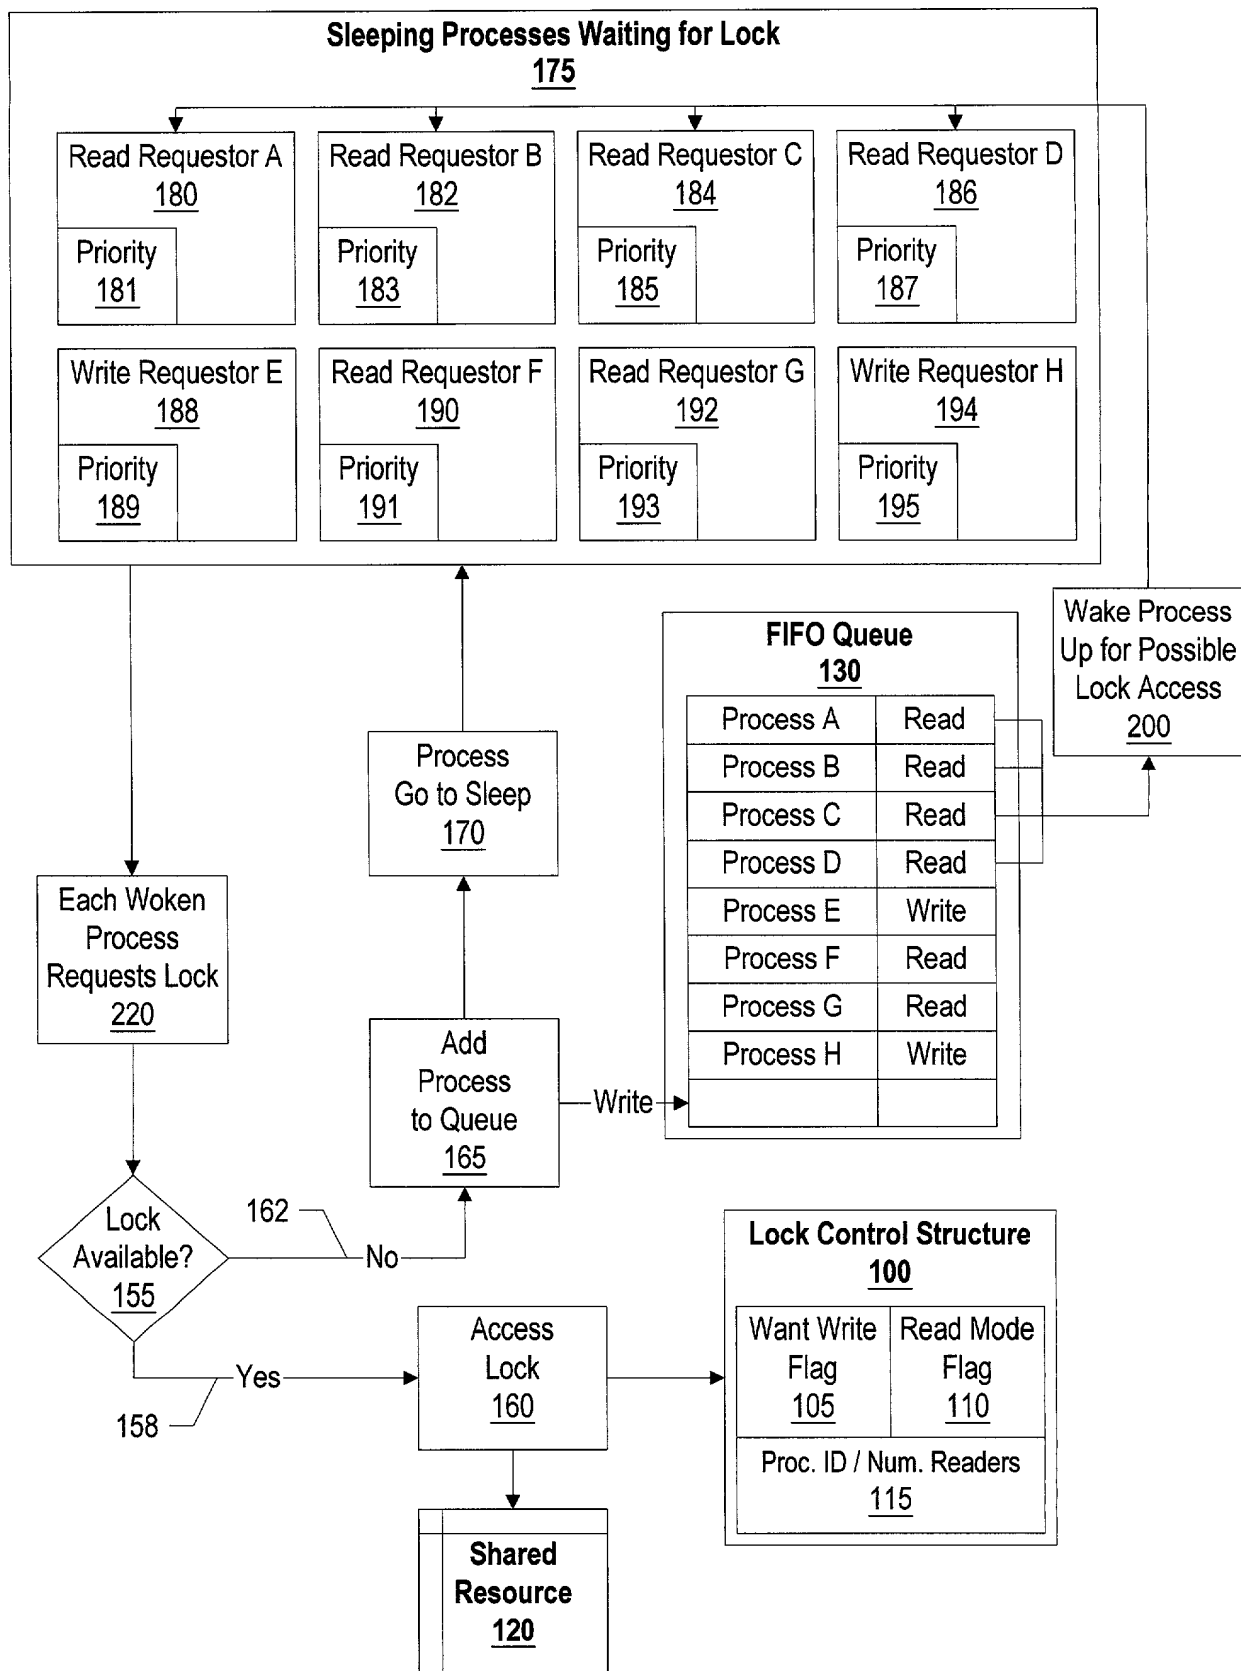 Sleeping Processes Waiting for Lock
175
Read Requestor A
180
Priority
181
Read Requestor B
182
Priority
183
Read Requestor C
184
Priority
185
Read Requestor D
186
Priority
187
Write Requestor E
188
Priority
189
Read Requestor F
190
Priority
191
Read Requestor G
192
Priority
193
Write Requestor H
194
Priority
195
Wake Process
Up for Possible
Lock Access
200
FIFO Queue
130
Process A Read
Process B Read
Process C Read
Process D Read
Process E Write
Process F Read
Process G Read
Process H Write
Process
Go to Sleep
170
Each Woken
Process
Requests Lock
220
Add
Process
to Queue
165
Write
Lock
Available?
155
162
No
Yes
158
Access
Lock
160
Lock Control Structure
100
Want Write
Flag
105
Read Mode
Flag
110
Proc. ID / Num. Readers
115
Shared
Resource
120